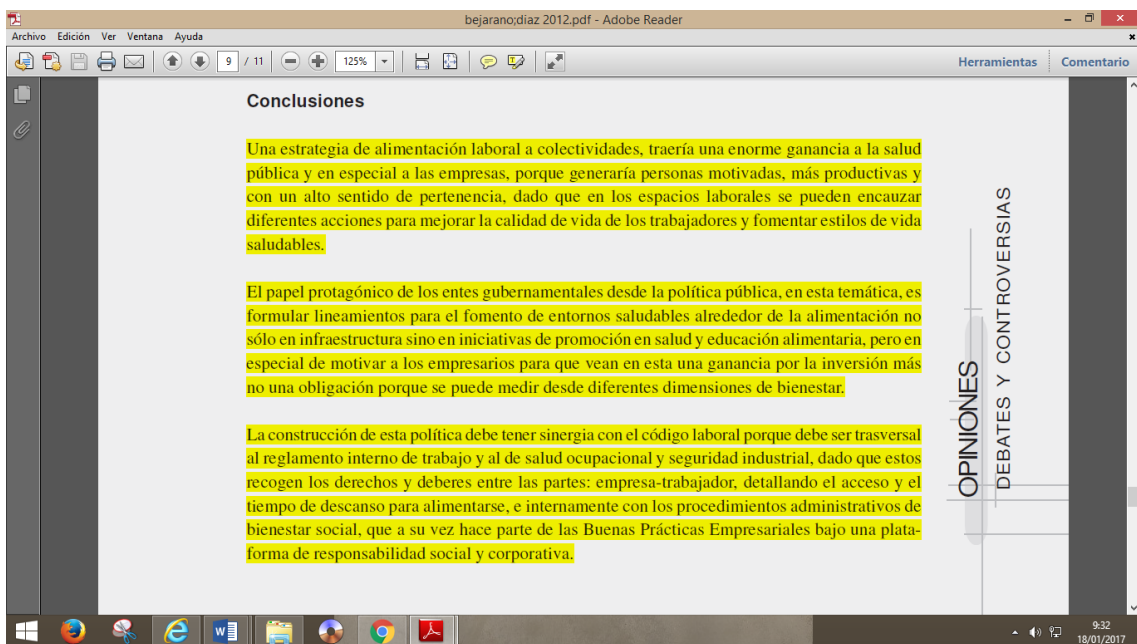 bejarano;diaz 2012.pdf - Adobe Reader
Archivo Edición Ver Ventana Ayuda
9 / 11 125% Herramientas Comentario
Conclusiones
Una estrategia de alimentación laboral a colectividades, traería una enorme ganancia a la salud
pública y en especial a las empresas, porque generaría personas motivadas, más productivas y
con un alto sentido de pertenencia, dado que en los espacios laborales se pueden encauzar
diferentes acciones para mejorar la calidad de vida de los trabajadores y fomentar estilos de vida
saludables.
El papel protagónico de los entes gubernamentales desde la política pública, en esta temática, es
formular lineamientos para el fomento de entornos saludables alrededor de la alimentación no
sólo en infraestructura sino en iniciativas de promoción en salud y educación alimentaria, pero en
especial de motivar a los empresarios para que vean en esta una ganancia por la inversión más
no una obligación porque se puede medir desde diferentes dimensiones de bienestar.
La construcción de esta política debe tener sinergia con el código laboral porque debe ser trasversal
al reglamento interno de trabajo y al de salud ocupacional y seguridad industrial, dado que estos
recogen los derechos y deberes entre las partes: empresa-trabajador, detallando el acceso y el
tiempo de descanso para alimentarse, e internamente con los procedimientos administrativos de
bienestar social, que a su vez hace parte de las Buenas Prácticas Empresariales bajo una plata-
forma de responsabilidad social y corporativa.
OPINIONES
DEBATES Y CONTROVERSIAS
9:32
18/01/2017